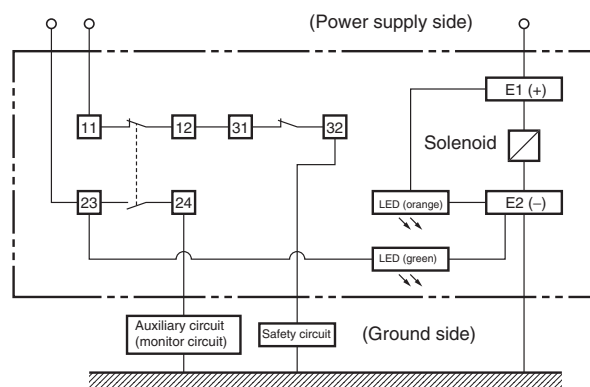 (Power supply side)
E1 (+)
11
12
31
32
Solenoid
23
24
LED (orange)
E2 (−)
LED (green)
Auxiliary circuit
(monitor circuit)
Safety circuit
(Ground side)